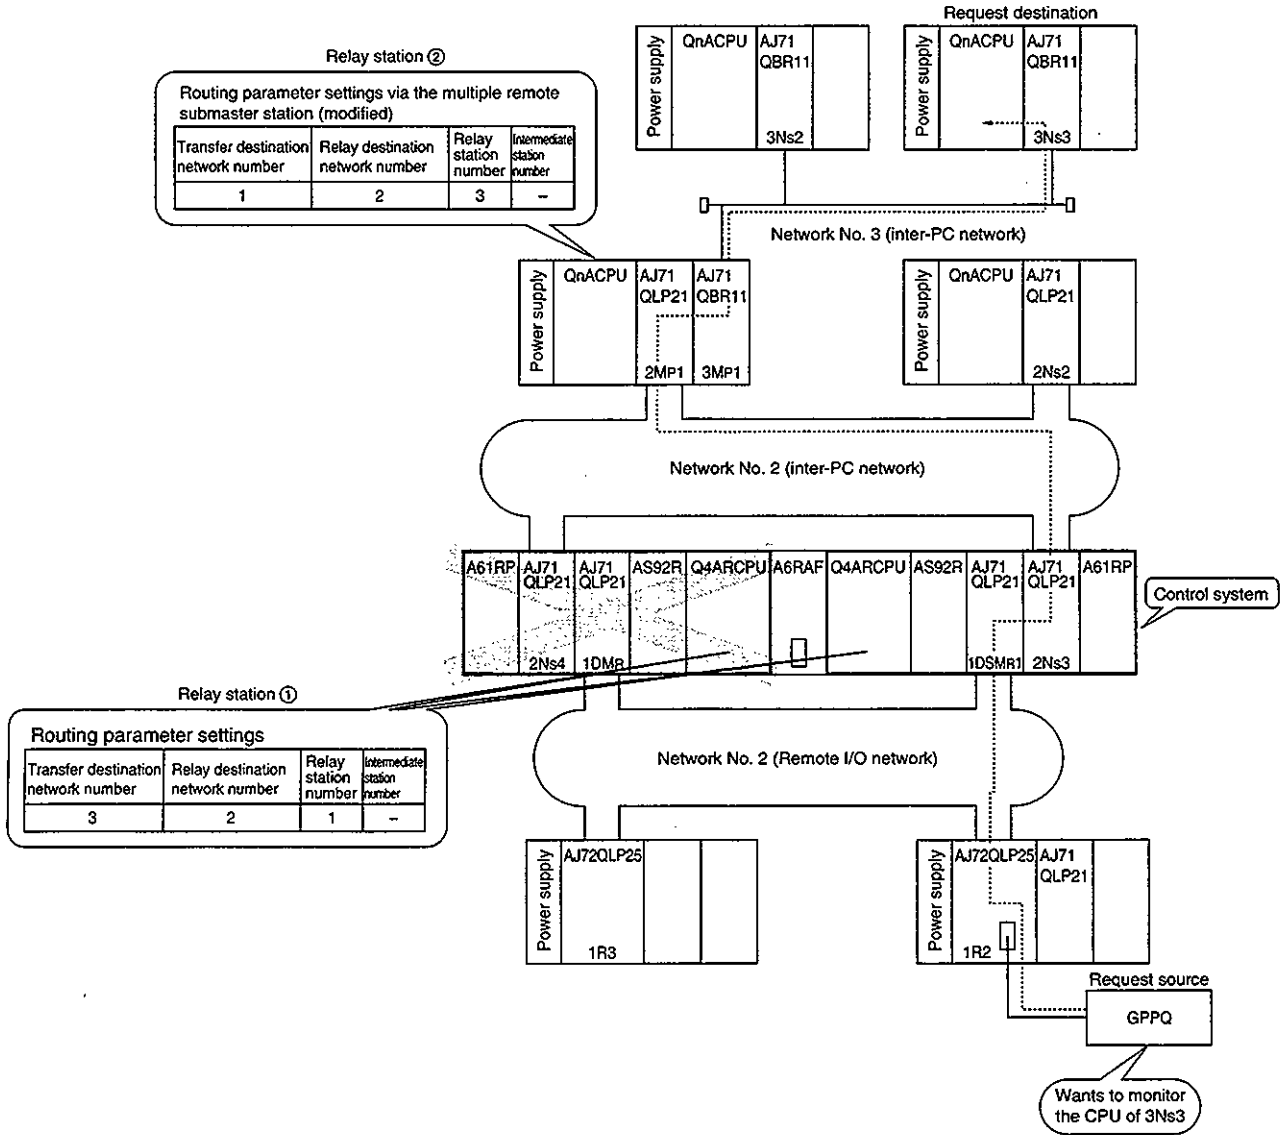 Request destination
Power supply
QnACPU
AJ71
QBR11
3Ns2
Power supply
QnACPU
AJ71
QBR11
3Ns3
Relay station ②
Routing parameter settings via the multiple remote
submaster station (modified)
Transfer destination
network number
Relay destination
network number
Relay
station
number
Intermediate
station
number
1
2
3
–
Network No. 3 (inter-PC network)
Power supply
QnACPU
AJ71
QLP21
2MP1
AJ71
QBR11
3MP1
Power supply
QnACPU
AJ71
QLP21
2Ns2
Network No. 2 (inter-PC network)
A61RP
AJ71
QLP21
2Ns4
AJ71
QLP21
1DMR
AS92R
Q4ARCPU
A6RAF
Q4ARCPU
AS92R
AJ71
QLP21
1DSMR1
AJ71
QLP21
2Ns3
A61RP
Control system
Relay station ①
Routing parameter settings
Transfer destination
network number
Relay destination
network number
Relay
station
number
Intermediate
station
number
3
2
1
–
Network No. 2 (Remote I/O network)
Power supply
AJ72QLP25
1R3
Power supply
AJ72QLP25
1R2
AJ71
QLP21
Request source
GPPQ
Wants to monitor
the CPU of 3Ns3